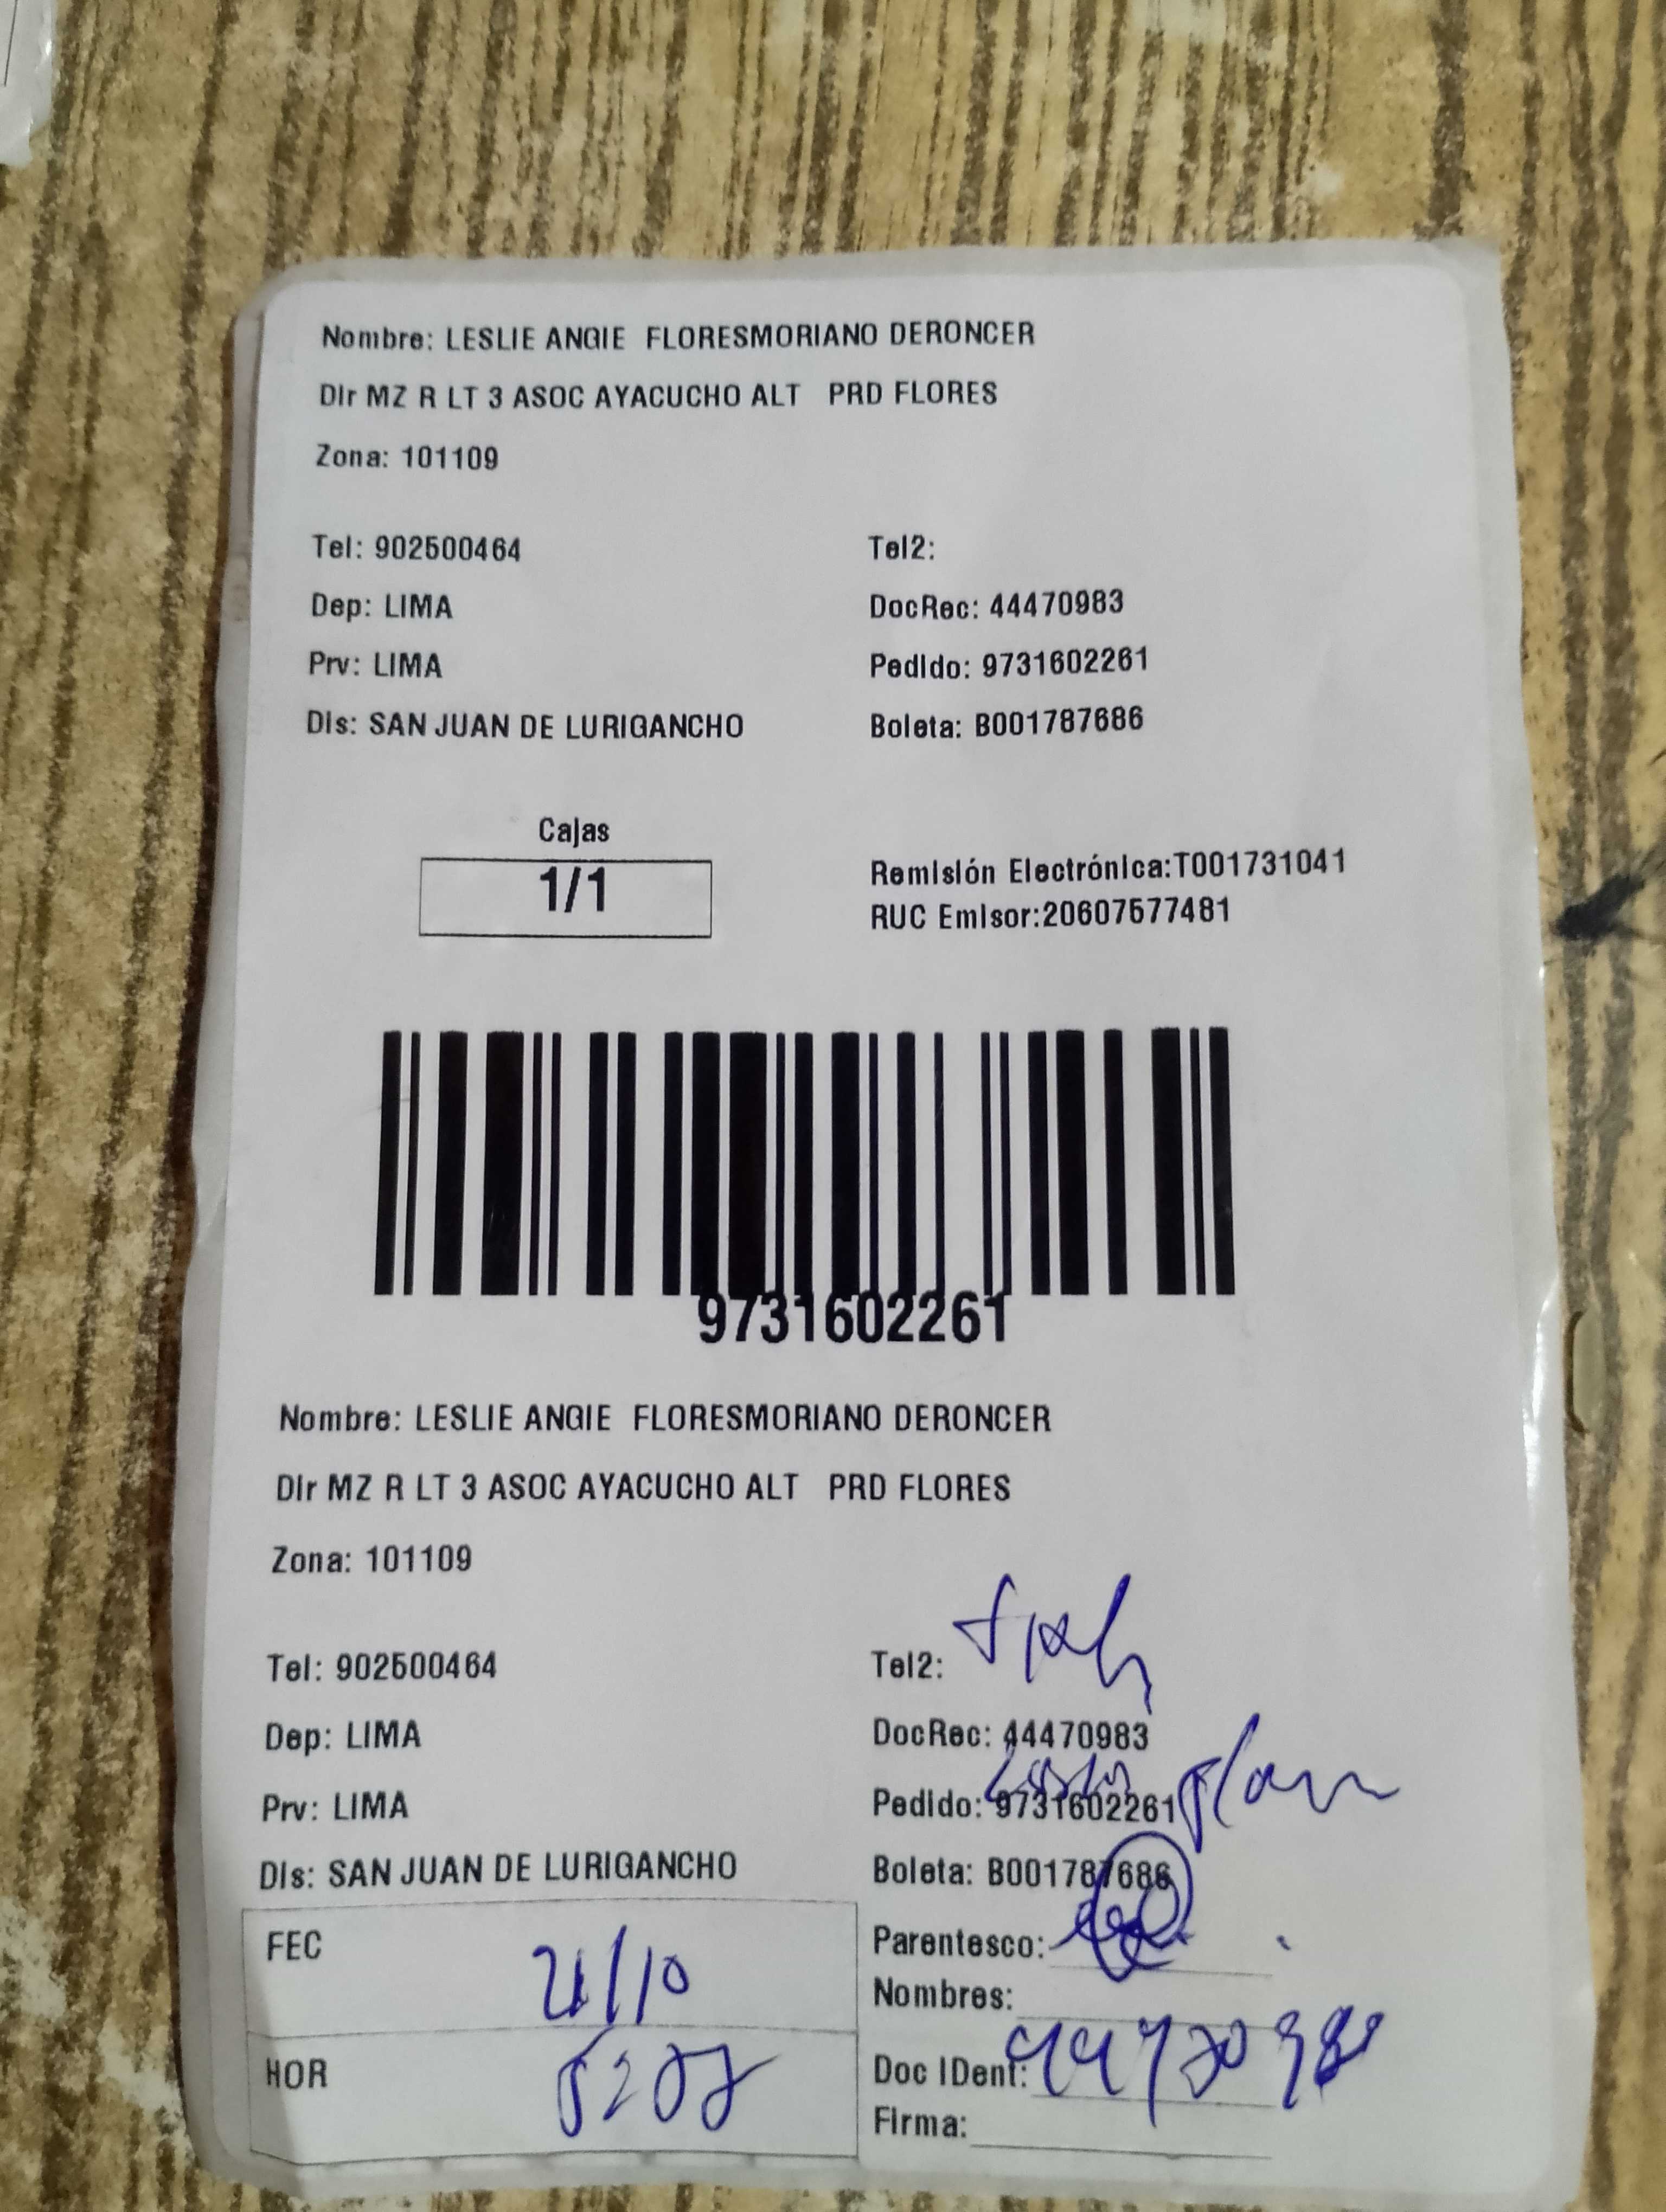 Nombre: LESLIE ANGIE FLORESMORIANO DERONCER
Dir MZ R LT 3 ASOC AYACUCHO ALT PRD FLORES
Zona: 101109
Tel: 902500464 Tel2:
Dep: LIMA DocRec: 44470983
Prv: LIMA Pedido: 9731602261
Dis: SAN JUAN DE LURIGANCHO Boleta: B001787686
Cajas
1/1
Remisión Electrónica:T001731041
RUC Emisor:20607577481
9731602261
Nombre: LESLIE ANGIE FLORESMORIANO DERONCER
Dir MZ R LT 3 ASOC AYACUCHO ALT PRD FLORES
Zona: 101109
Tel: 902500464 Tel2:
Dep: LIMA DocRec: 44470983
Prv: LIMA Pedido: 9731602261
Dis: SAN JUAN DE LURIGANCHO Boleta: B001787686
FEC 21/10 Parentesco:
Nombres:
HOR Doc IDent:
Firma: